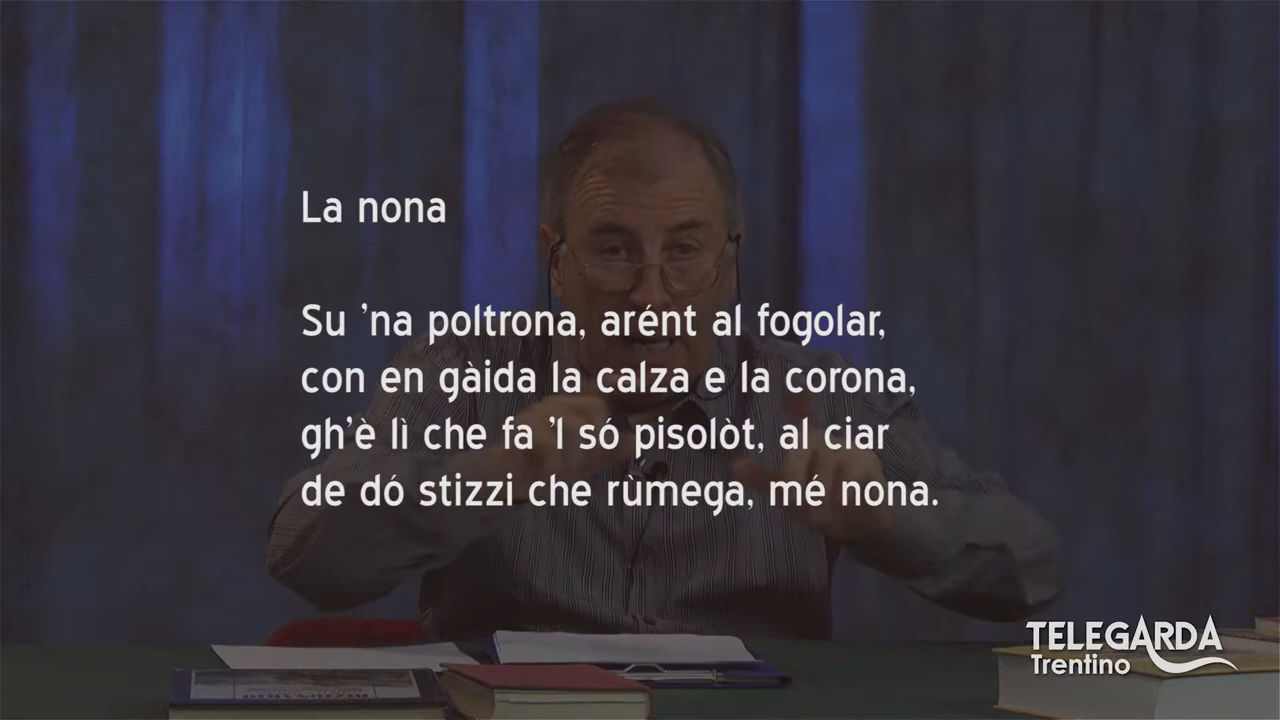 La nona
Su 'na poltrona, arént al fogolar,
con en gàida la calza e la corona,
gh'è lì che fa 'l só pisolòt, al ciar
de dó stizzi che rùmega, mé nona.
TELEGARDA
Trentino
DIZIONARIO